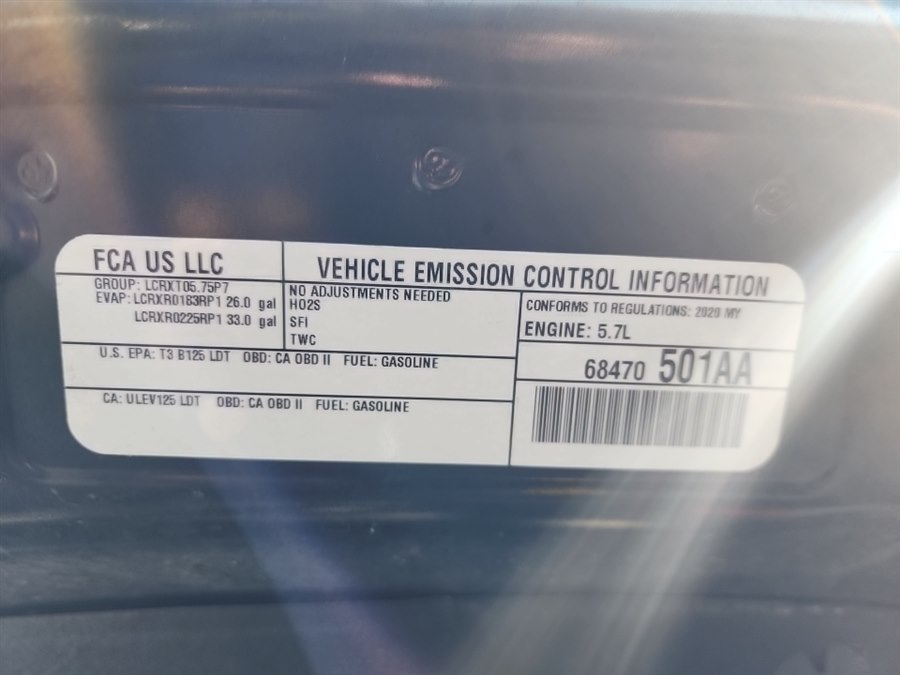 FCA US LLC
VEHICLE EMISSION CONTROL INFORMATION
GROUP: LCRXT05.75P7
EVAP: LCRXR0183RP1 26.0 gal
LCRXR0225RP1 33.0 gal
NO ADJUSTMENTS NEEDED
HO2S
SFI
TWC
CONFORMS TO REGULATIONS: 2020 MY
ENGINE: 5.7L
U.S. EPA: T3 B125 LDT OBD: CA OBD II FUEL: GASOLINE
68470 501AA
CA: ULEV125 LDT OBD: CA OBD II FUEL: GASOLINE